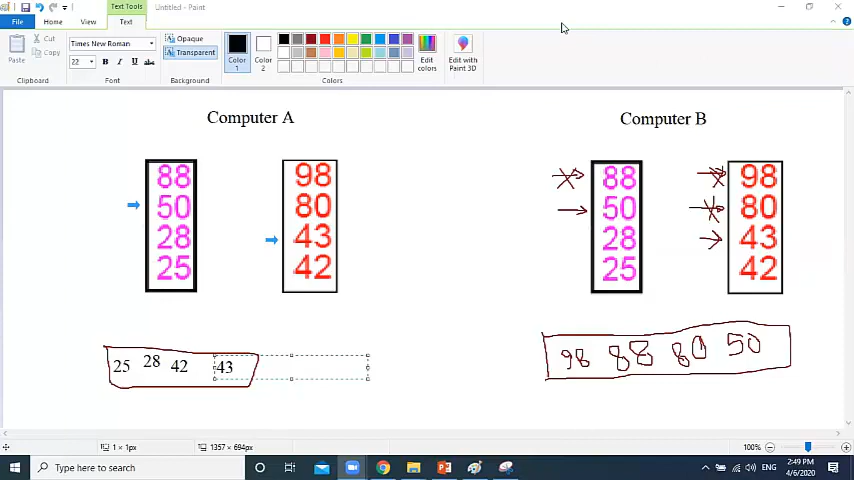 Text Tools
Untitled - Paint
File
Home
View
Text
Paste
Cut
Copy
Clipboard
Times New Roman
22
B
I
U
abc
Font
Opaque
Transparent
Background
Color 1
Color 2
Colors
Edit colors
Edit with Paint 3D
Computer A
88
50
28
25
98
80
43
42
25 28 42 43
Computer B
88
50
28
25
98
80
43
42
98 88 80 50
1 × 1px
1357 × 694px
100%
Type here to search
ENG
2:49 PM
4/6/2020